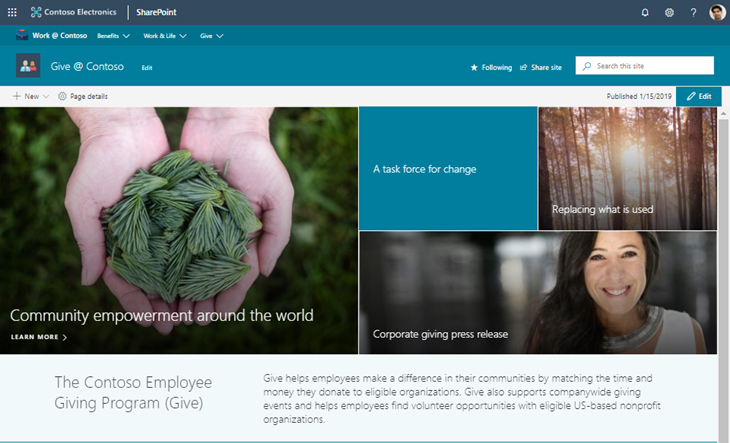 Contoso Electronics SharePoint ?
Work @ Contoso Benefits Work & Life Give
Give @ Contoso Edit Following Share site Search this site
New Page details Published 1/15/2019 Edit
A task force for change
Replacing what is used
Community empowerment around the world
LEARN MORE
Corporate giving press release
The Contoso Employee
Giving Program (Give)
Give helps employees make a difference in their communities by matching the time and
money they donate to eligible organizations. Give also supports companywide giving
events and helps employees find volunteer opportunities with eligible US-based nonprofit
organizations.